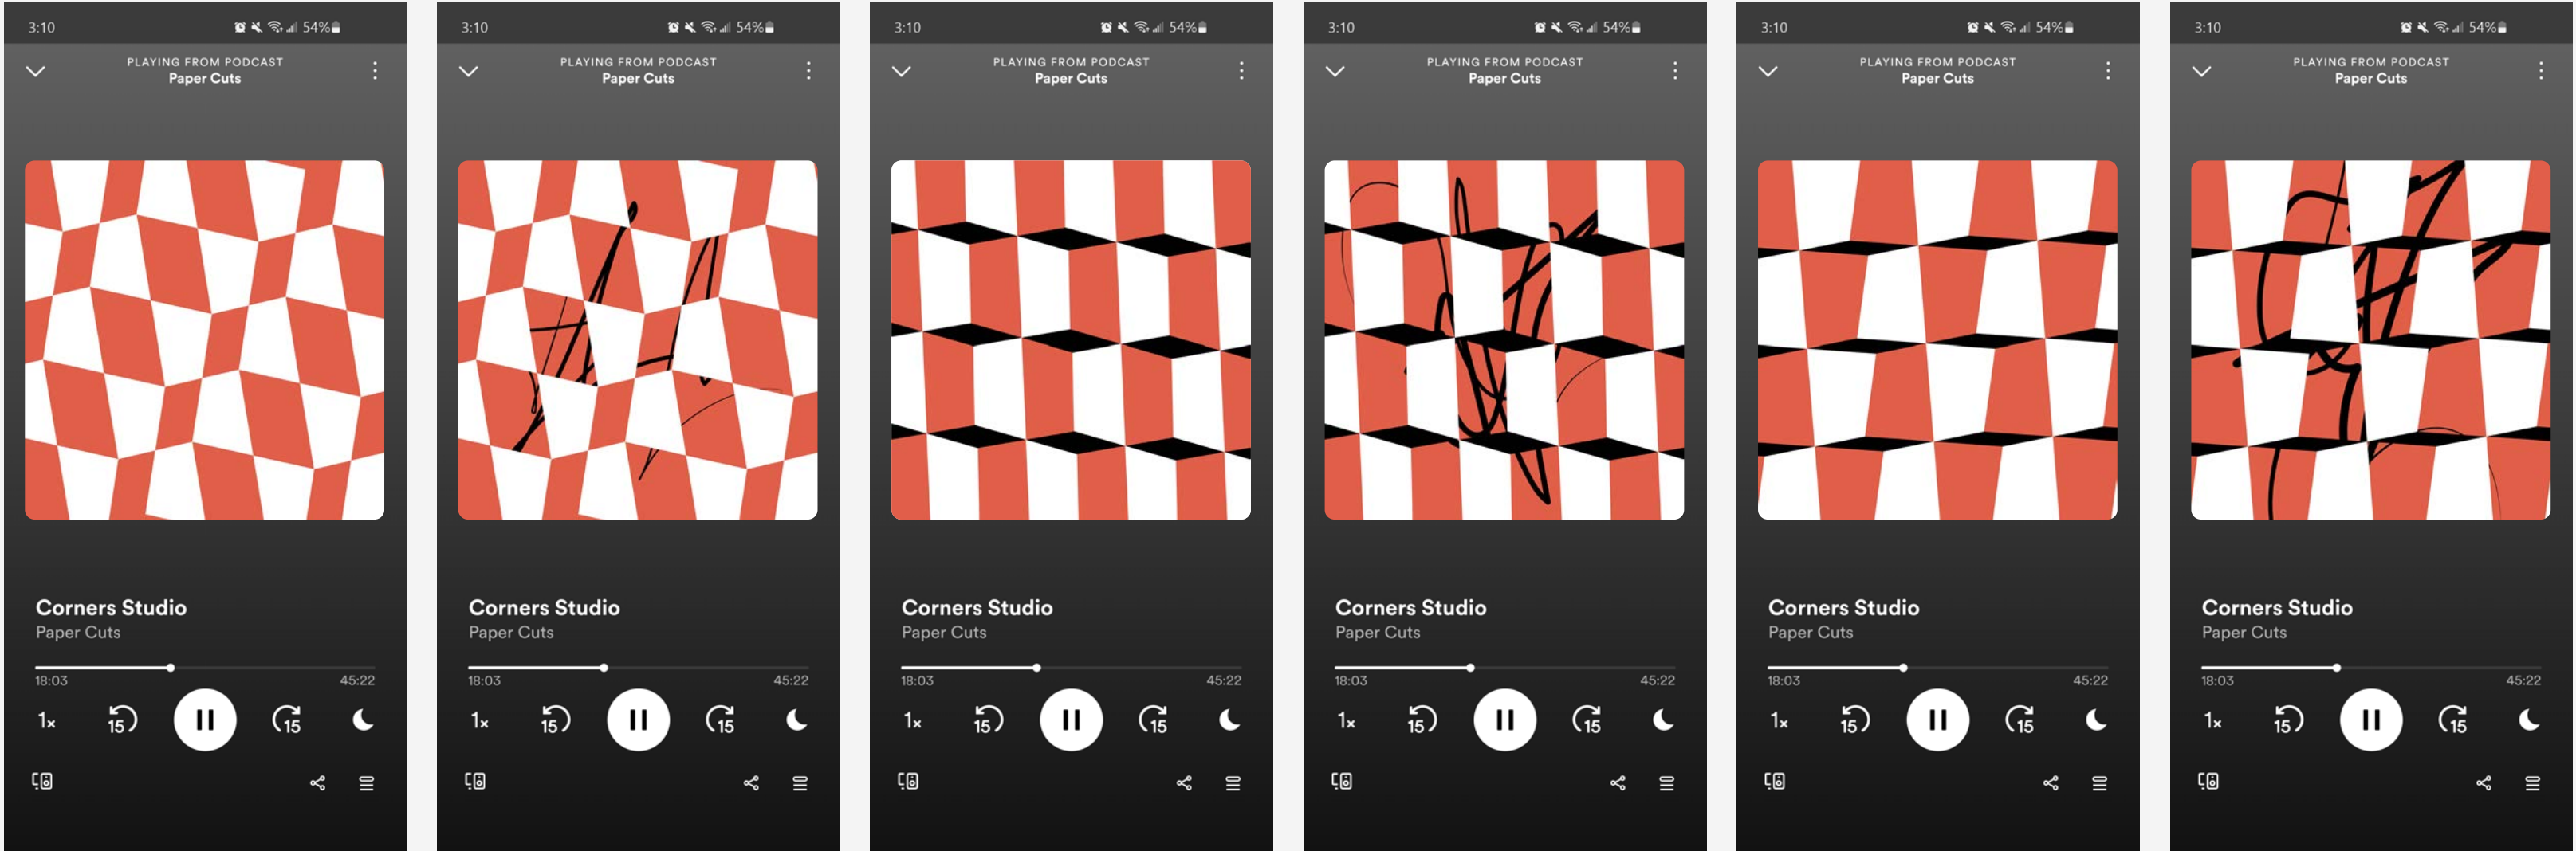 3:10 54%
PLAYING FROM PODCAST
Paper Cuts
Corners Studio
Paper Cuts
18:03 45:22
1x 15 15
3:10 54%
PLAYING FROM PODCAST
Paper Cuts
Corners Studio
Paper Cuts
18:03 45:22
1x 15 15
3:10 54%
PLAYING FROM PODCAST
Paper Cuts
Corners Studio
Paper Cuts
18:03 45:22
1x 15 15
3:10 54%
PLAYING FROM PODCAST
Paper Cuts
Corners Studio
Paper Cuts
18:03 45:22
1x 15 15
3:10 54%
PLAYING FROM PODCAST
Paper Cuts
Corners Studio
Paper Cuts
18:03 45:22
1x 15 15
3:10 54%
PLAYING FROM PODCAST
Paper Cuts
Corners Studio
Paper Cuts
18:03 45:22
1x 15 15